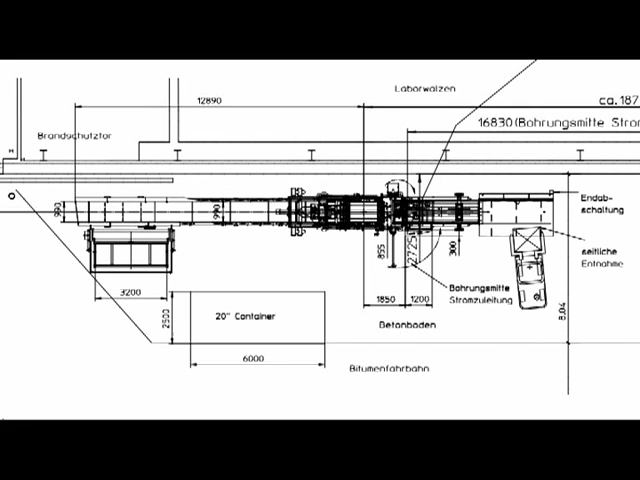 Laborwalzen
12890
ca. 187
16830(Bohrungsmitte Stron
Brandschutztor
990
990
Endab-
schaltung
855
2725
300
seitliche
Entnahme
3200
1850
1200
Bohrungsmitte
Stromzuleitung
2500
20" Container
8.04
Betonboden
6000
Bitumenfahrbahn